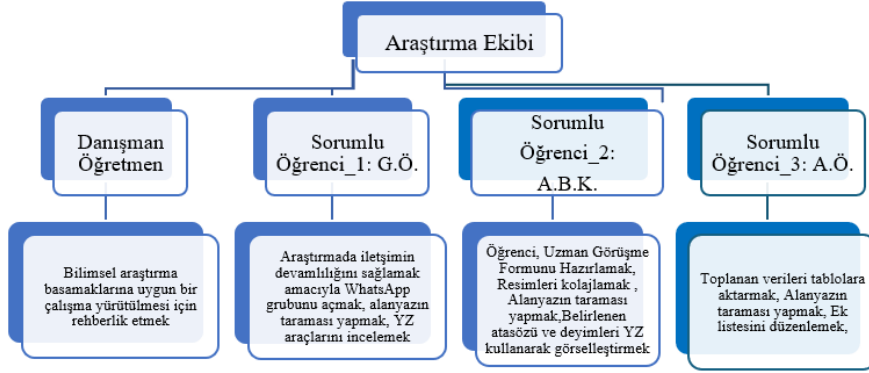 Araştırma Ekibi
Danışman
Öğretmen
Sorumlu
Öğrenci_1: G.Ö.
Sorumlu
Öğrenci_2:
A.B.K.
Sorumlu
Öğrenci_3: A.Ö.
Bilimsel araştırma
basamaklarına uygun bir
çalışma yürütülmesi için
rehberlik etmek
Araştırmada iletşimin
devamlılığını sağlamak
amacıyla WhatsApp
grubunu açmak, alanyazın
taraması yapmak, YZ
araçlarını incelemek
Öğrenci, Uzman Görüşme
Formunu Hazırlamak,
Resimleri kolajlamak ,
Alanyazın taraması
yapmak,Belirlenen
atasözü ve deyimleri YZ
kullanarak görselleştirmek
Toplanan verileri tablolara
aktarmak, Alanyazın
taraması yapmak, Ek
listesini düzenlemek,